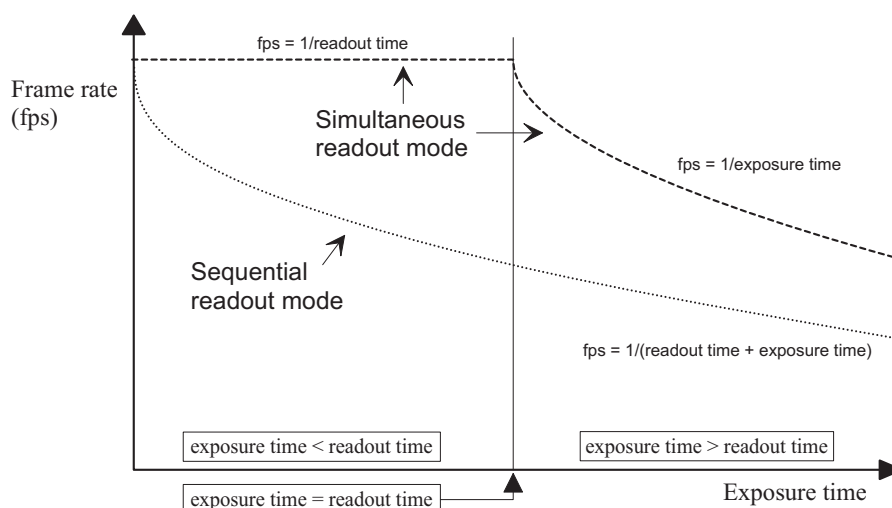 fps = 1/readout time
Frame rate
(fps)
Simultaneous
readout mode
fps = 1/exposure time
Sequential
readout mode
fps = 1/(readout time + exposure time)
exposure time < readout time
exposure time > readout time
exposure time = readout time
Exposure time